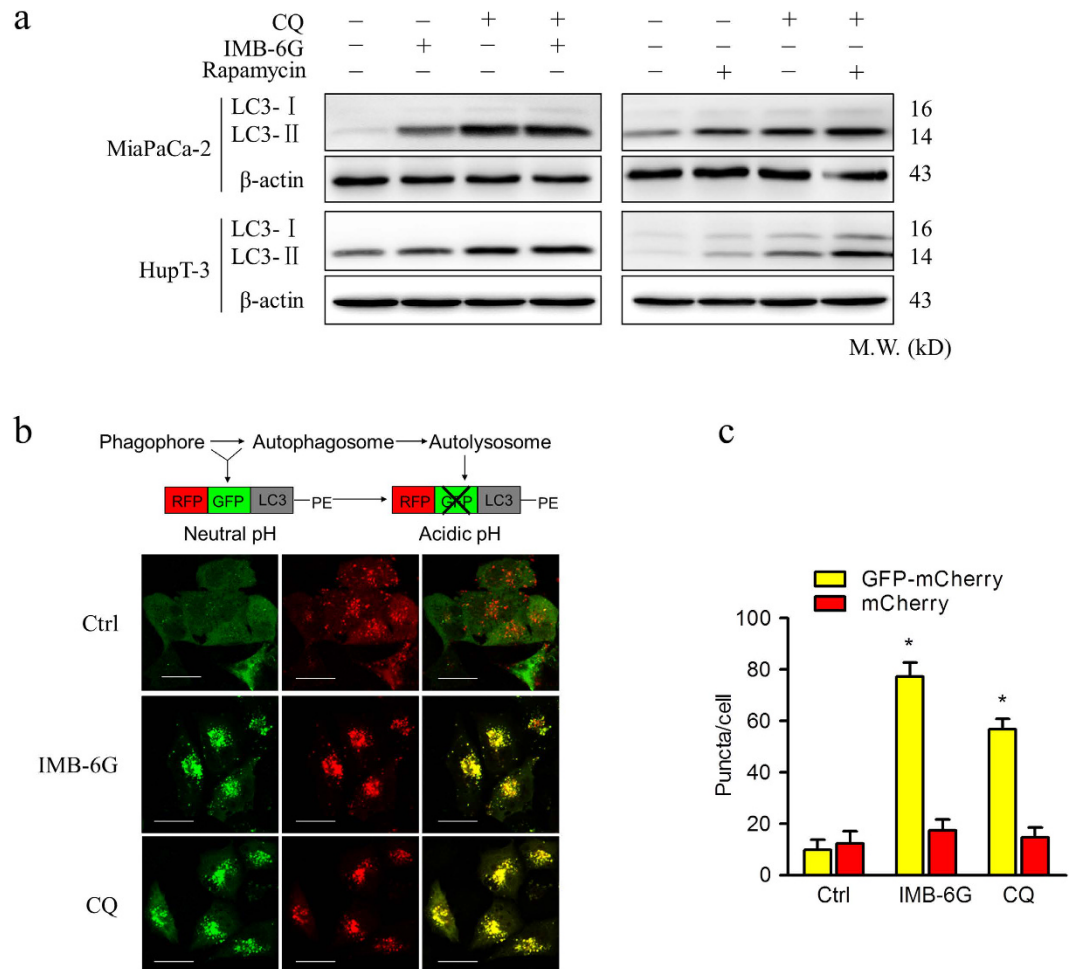 a
CQ − − + + − − + +
IMB-6G − + − + − − − −
Rapamycin − − − − − + − +
LC3-Ⅰ 16
MiaPaCa-2 LC3-Ⅱ 14
β-actin 43
LC3-Ⅰ 16
HupT-3 LC3-Ⅱ 14
β-actin 43
M.W. (kD)
b
Phagophore Autophagosome Autolysosome
RFP GFP LC3 PE RFP GFP LC3 PE
Neutral pH Acidic pH
Ctrl
IMB-6G
CQ
c
GFP-mCherry
mCherry
Puncta/cell
100
80
60
40
20
0
Ctrl IMB-6G CQ
* *